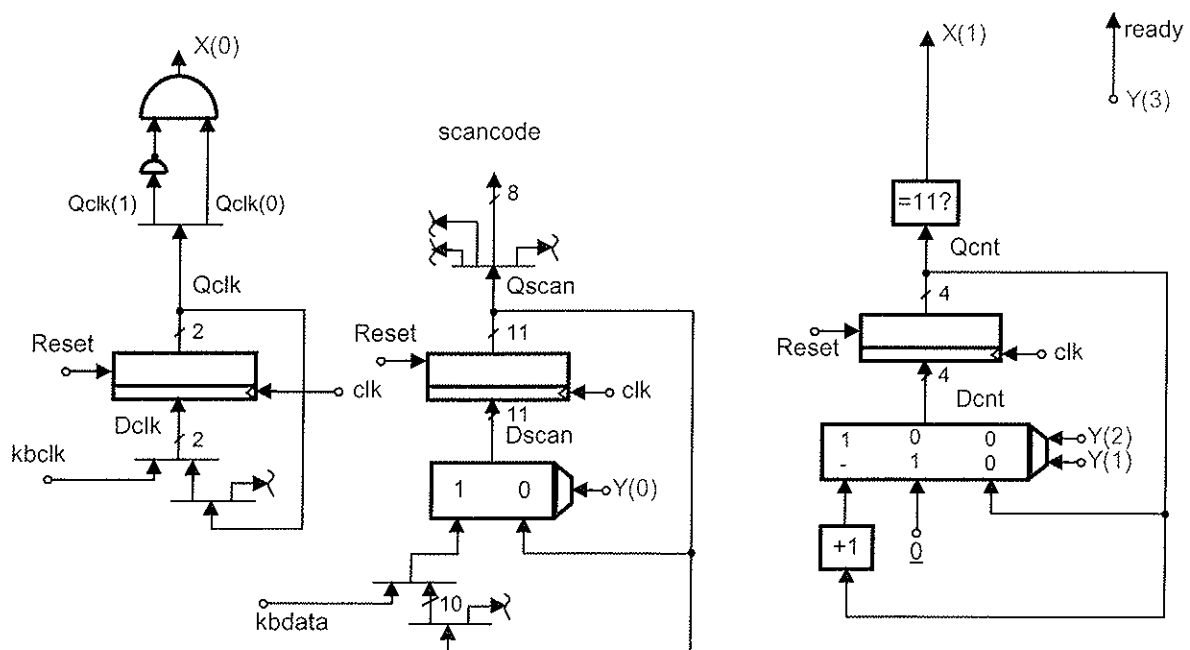 X(0)
Qclk(1)
Qclk(0)
Qclk
2
Reset
clk
Dclk
2
kbclk
scancode
8
Qscan
11
Reset
clk
11
Dscan
1 0
Y(0)
10
kbdata
X(1)
=11?
Qcnt
4
Reset
clk
4
Dcnt
1 0 0
- 1 0
Y(2)
Y(1)
+1
0
ready
Y(3)